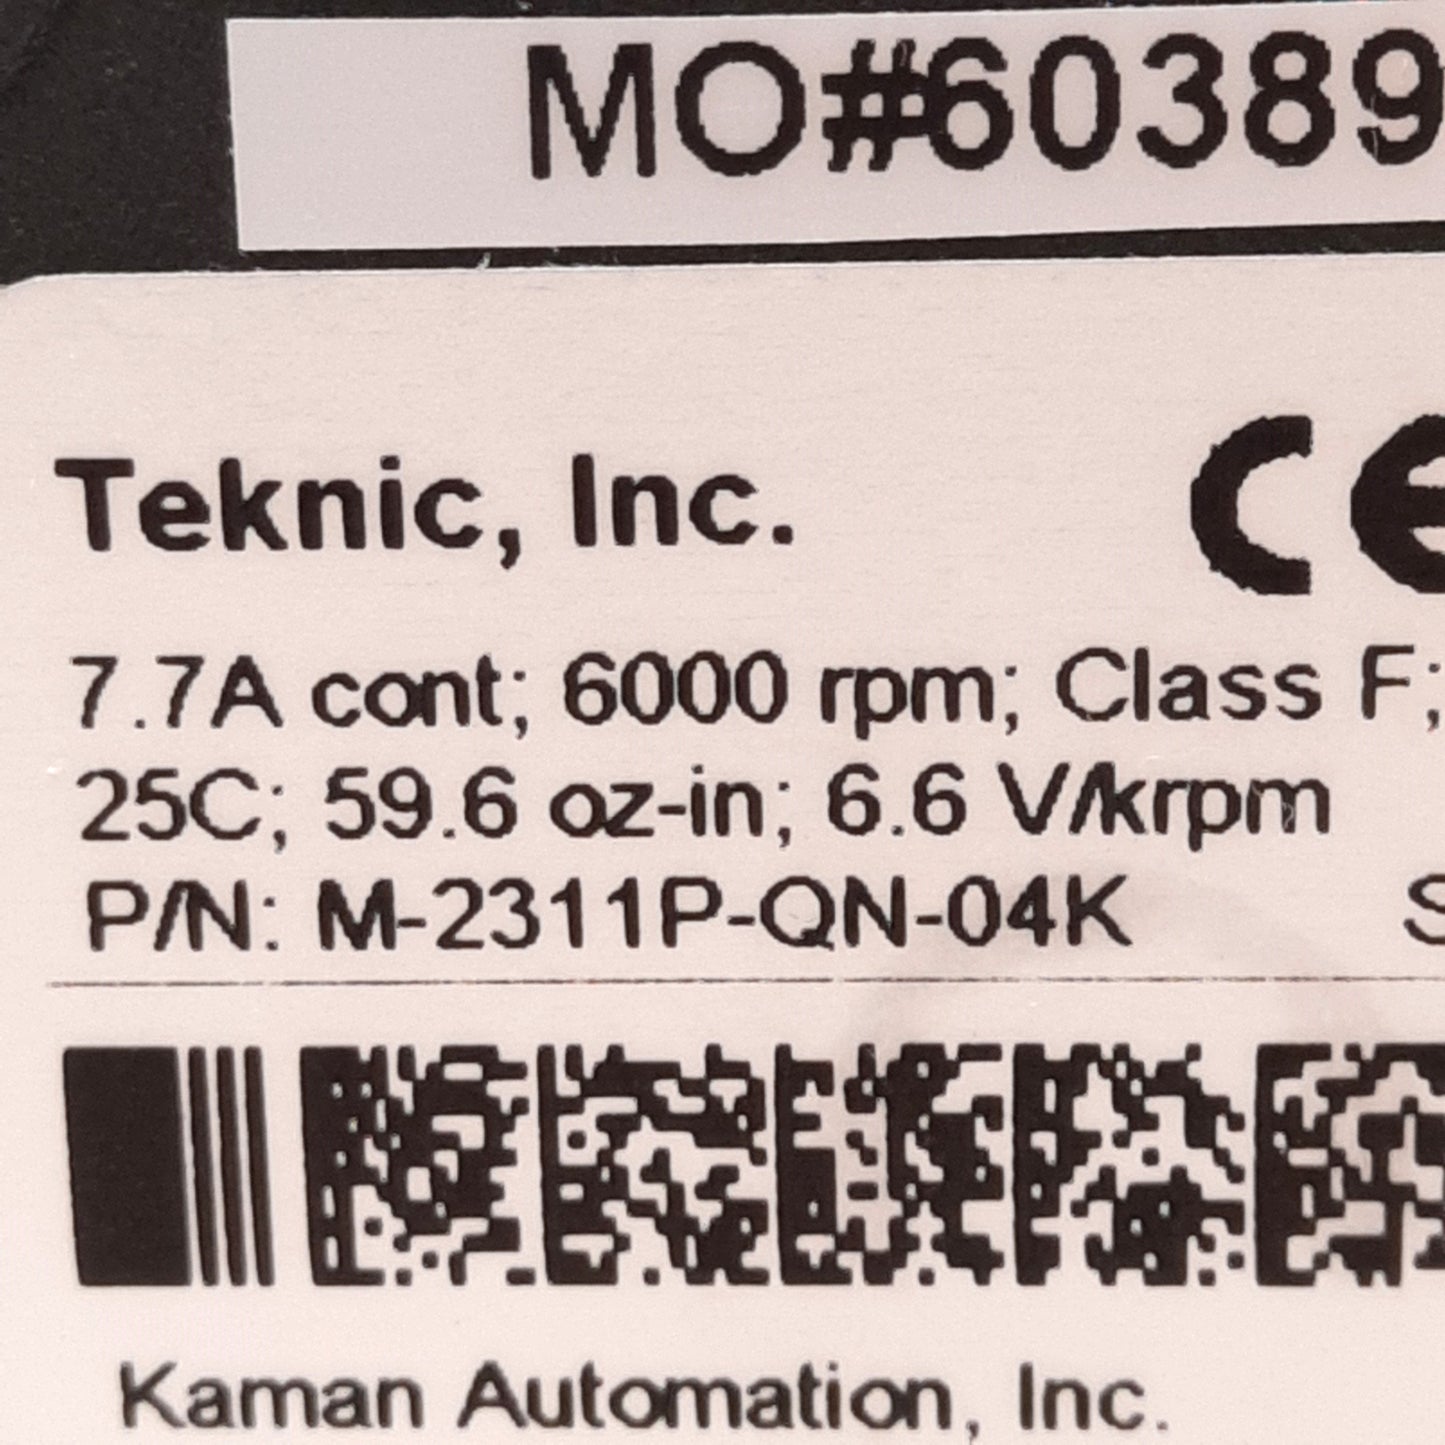 MO#60389
Teknic, Inc. CE
7.7A cont; 6000 rpm; Class F;
25C; 59.6 oz-in; 6.6 V/krpm
P/N: M-2311P-QN-04K S
Kaman Automation, Inc.